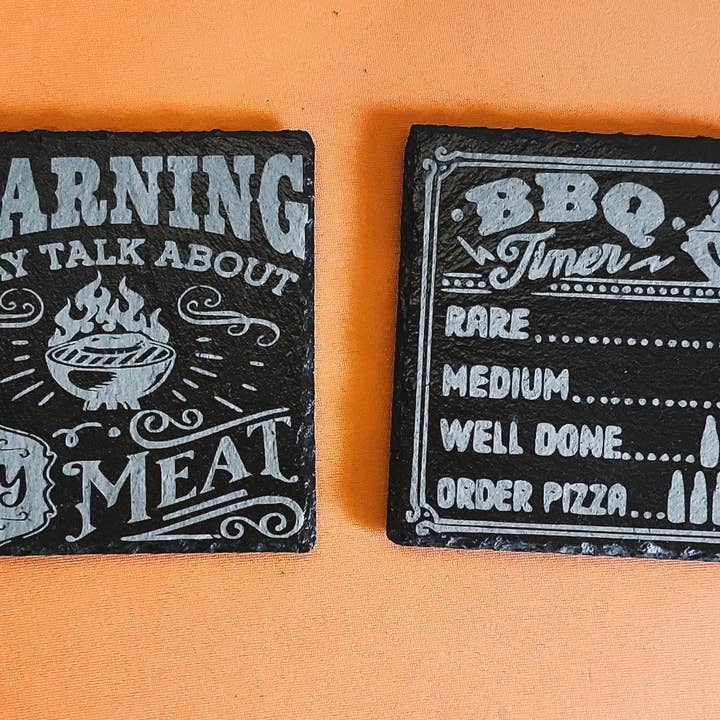 ARNING
AY TALK ABOUT
y MEAT
BBQ
Timer
RARE..............
MEDIUM..............
WELL DONE......
ORDER PIZZA...